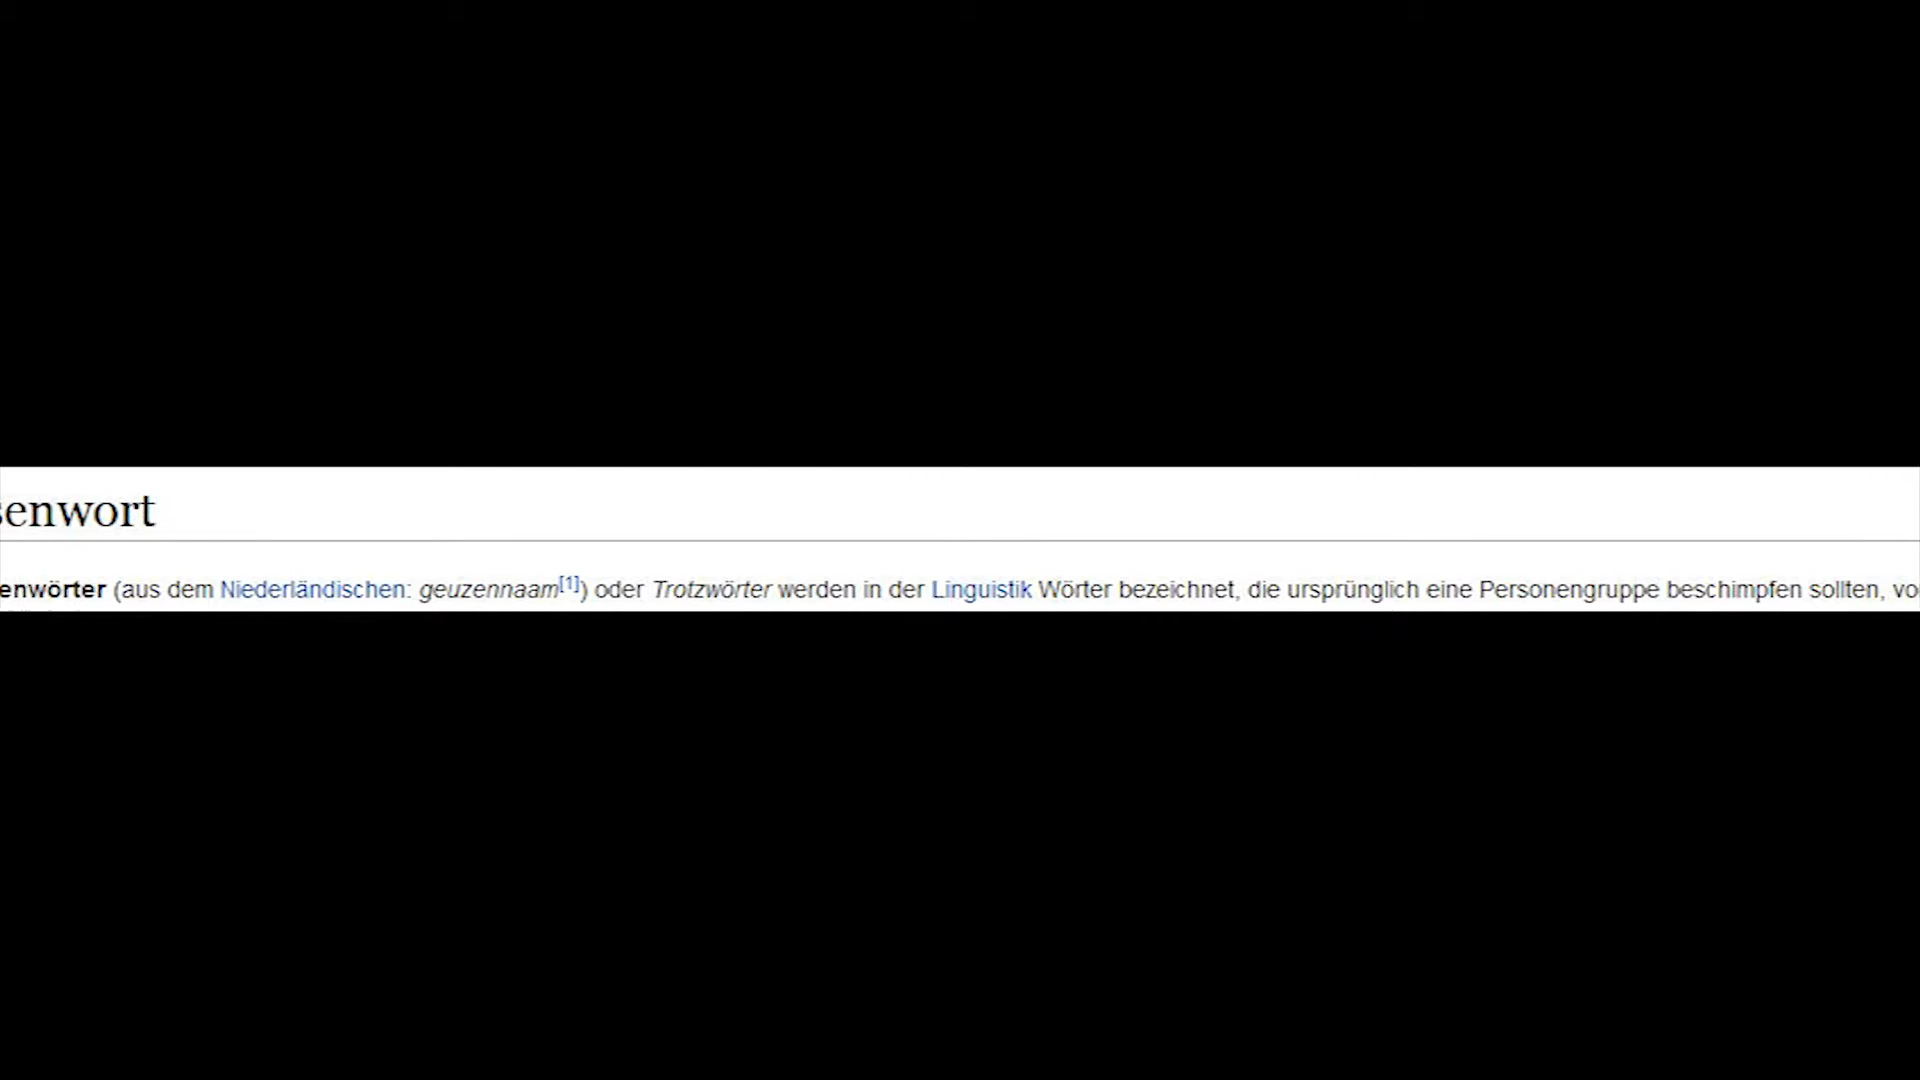 senwort
enwörter (aus dem Niederländischen: geuzennaam[1]) oder Trotzwörter werden in der Linguistik Wörter bezeichnet, die ursprünglich eine Personengruppe beschimpfen sollten, vo